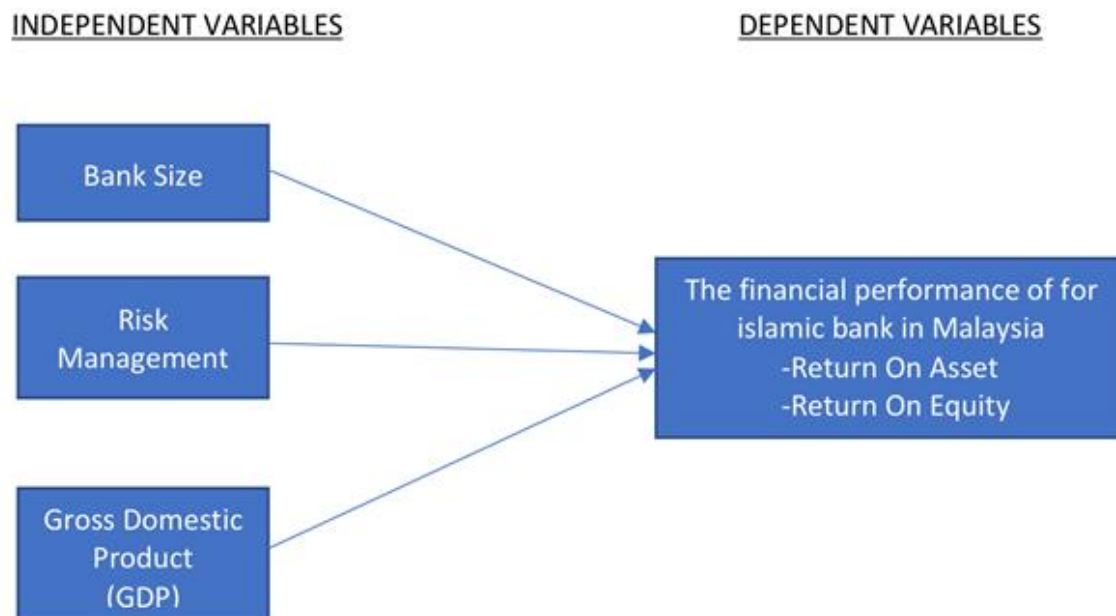 INDEPENDENT VARIABLES
DEPENDENT VARIABLES
Bank Size
Risk
Management
Gross Domestic
Product
(GDP)
The financial performance of for
islamic bank in Malaysia
-Return On Asset
-Return On Equity